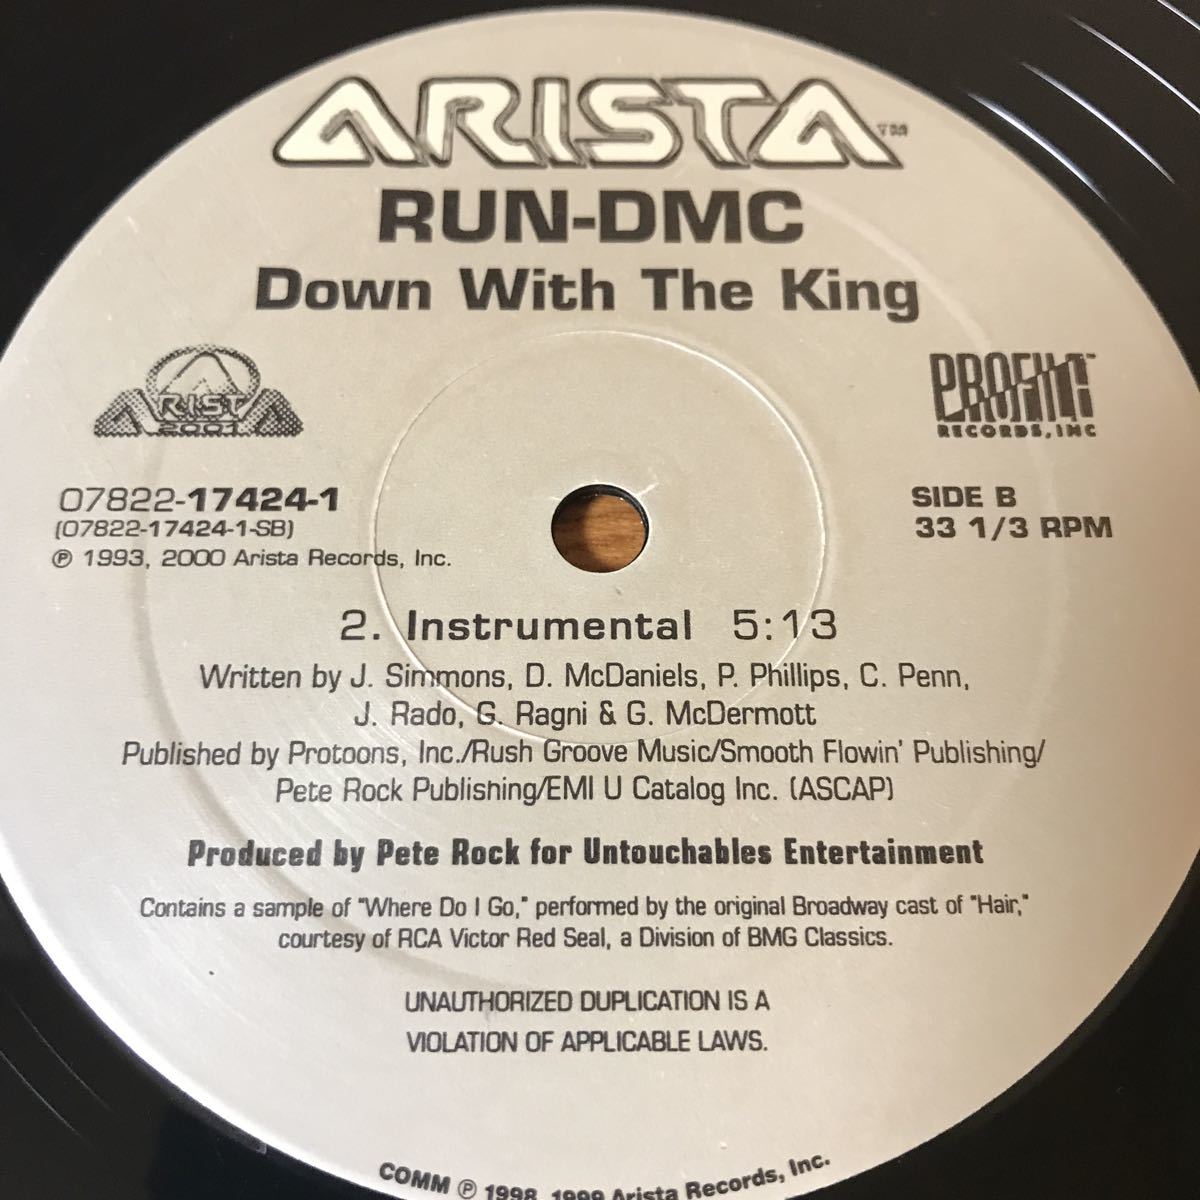 ARISTA™
RUN-DMC
Down With The King
ARISTA
2001
PROFILE™
RECORDS, INC
07822-17424-1
(07822-17424-1-SB)
℗ 1993, 2000 Arista Records, Inc.
SIDE B
33 1/3 RPM
2. Instrumental 5:13
Written by J. Simmons, D. McDaniels, P. Phillips, C. Penn,
J. Rado, G. Ragni & G. McDermott
Published by Protoons, Inc./Rush Groove Music/Smooth Flowin' Publishing/
Pete Rock Publishing/EMI U Catalog Inc. (ASCAP)
Produced by Pete Rock for Untouchables Entertainment
Contains a sample of "Where Do I Go," performed by the original Broadway cast of "Hair,"
courtesy of RCA Victor Red Seal, a Division of BMG Classics.
UNAUTHORIZED DUPLICATION IS A
VIOLATION OF APPLICABLE LAWS.
COMM ℗ 1998, 1999 Arista Records, Inc.